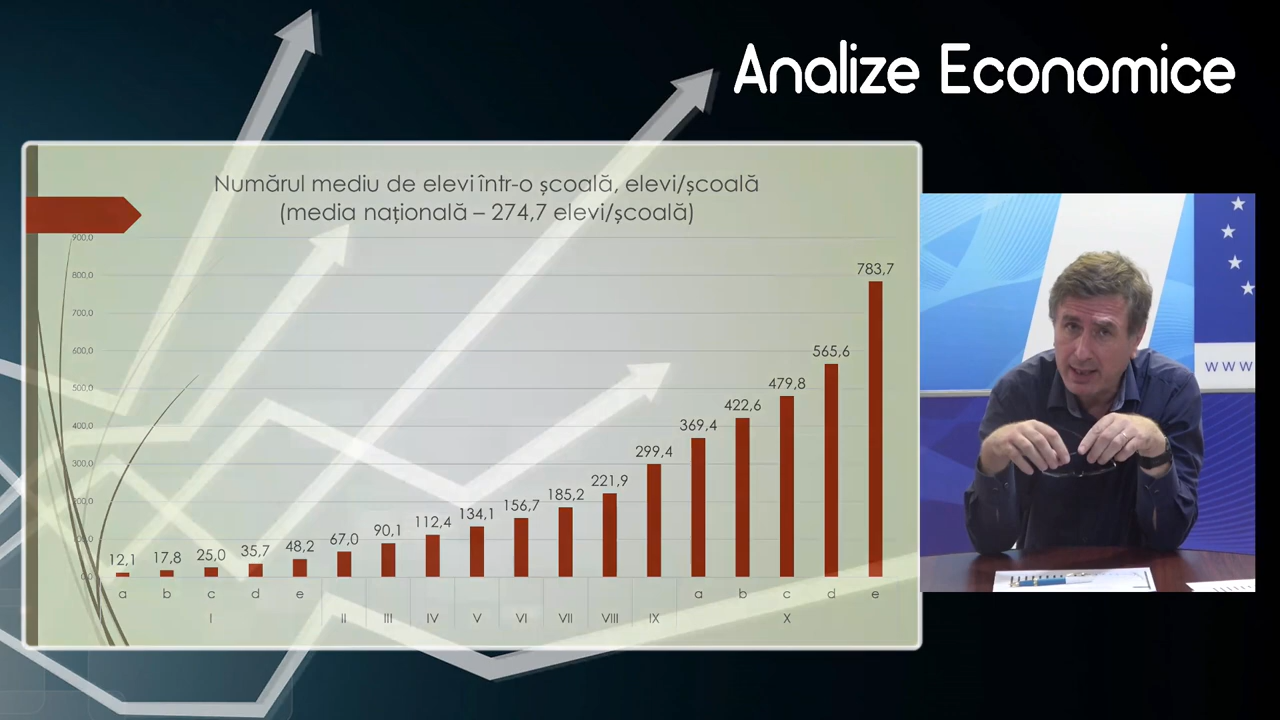 Analize Economice
Numărul mediu de elevi într-o școală, elevi/școală
(media națională – 274,7 elevi/școală)
900,0
800,0
700,0
600,0
500,0
400,0
300,0
200,0
12,1 17,8 25,0 35,7 48,2 67,0 90,1 112,4 134,1 156,7 185,2 221,9 299,4 369,4 422,6 479,8 565,6 783,7
a b c d e a b c d e
I II III IV V VI VII VIII IX X
WWW